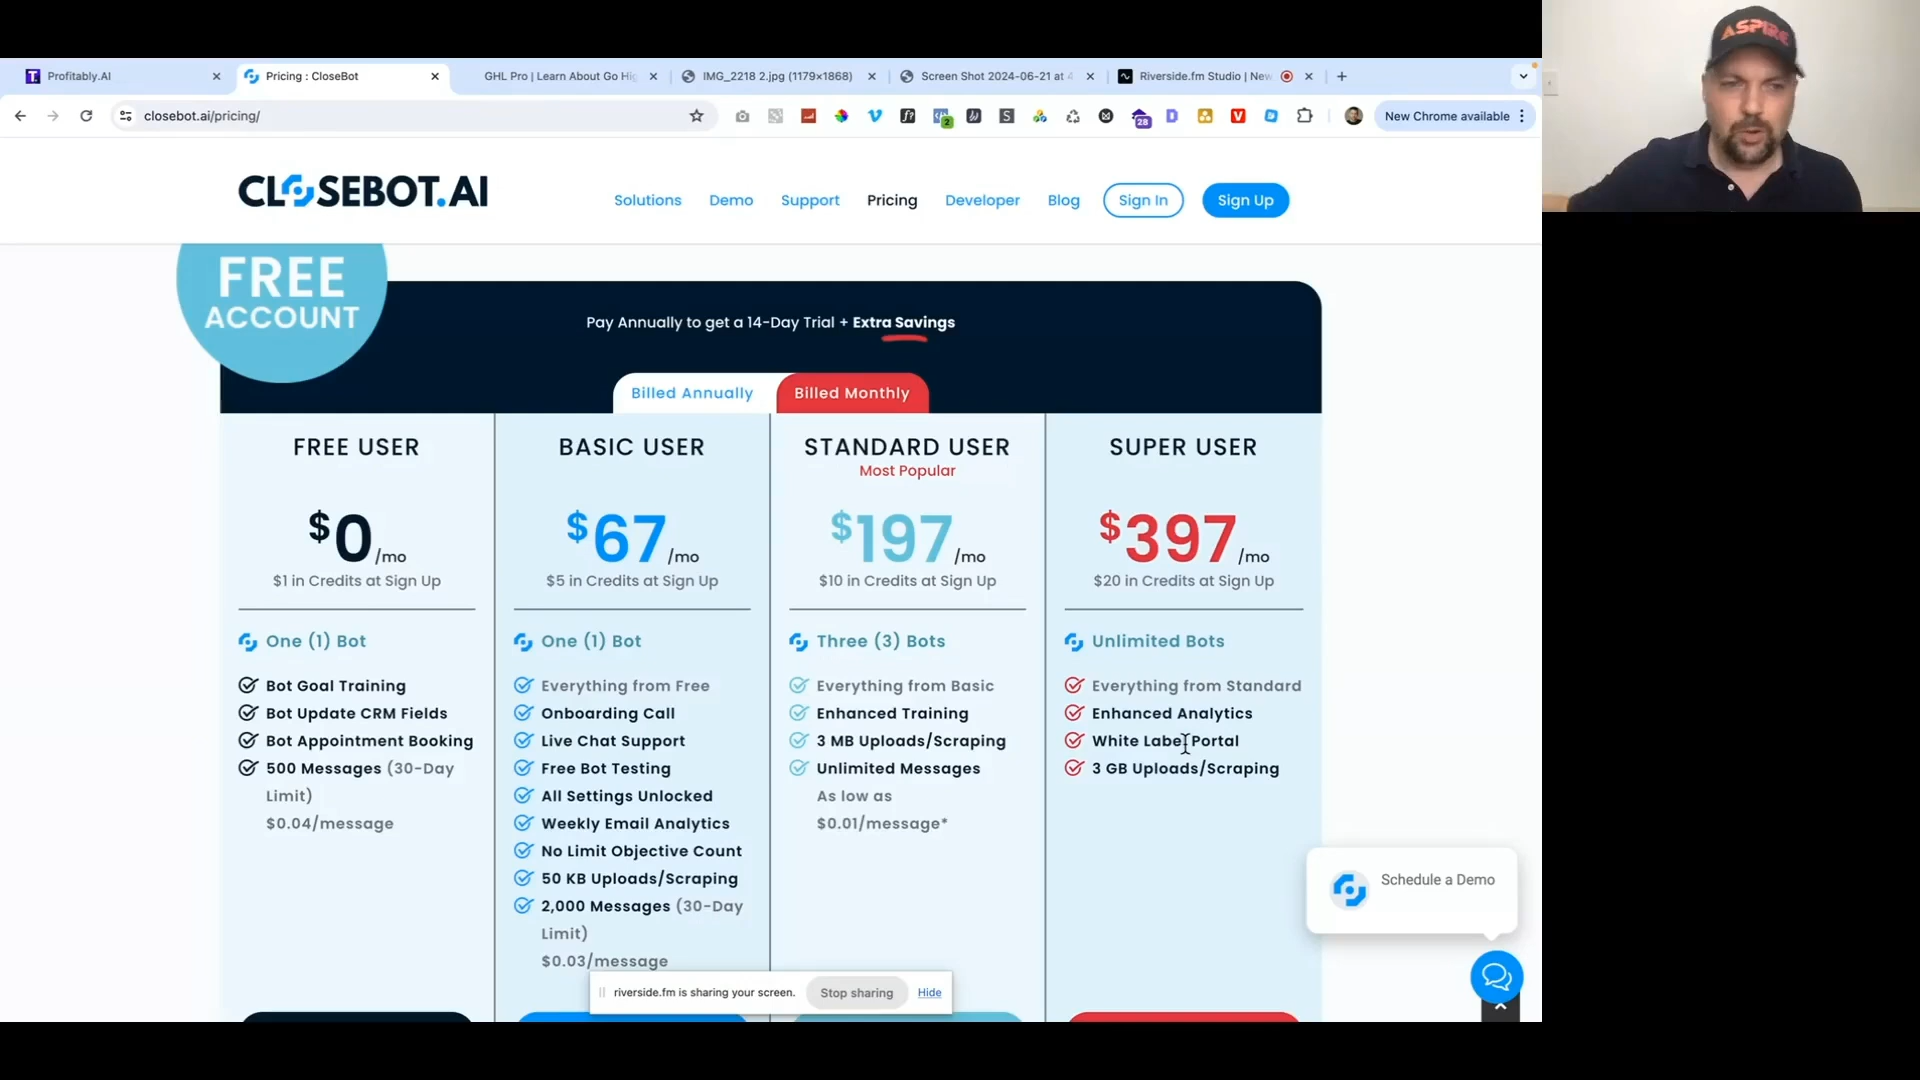 Profitably.AI
Pricing : CloseBot
GHL Pro | Learn About Go Hig
IMG_2218 2.jpg (1179×1868)
Screen Shot 2024-06-21 at 4
Riverside.fm Studio | New
closebot.ai/pricing/
2
28
New Chrome available
ASPIRE
CLOSEBOT.AI
Solutions
Demo
Support
Pricing
Developer
Blog
Sign In
Sign Up
FREE
ACCOUNT
Pay Annually to get a 14-Day Trial + Extra Savings
Billed Annually
Billed Monthly
FREE USER
$0/mo
$1 in Credits at Sign Up
One (1) Bot
Bot Goal Training
Bot Update CRM Fields
Bot Appointment Booking
500 Messages (30-Day
Limit)
$0.04/message
BASIC USER
$67/mo
$5 in Credits at Sign Up
One (1) Bot
Everything from Free
Onboarding Call
Live Chat Support
Free Bot Testing
All Settings Unlocked
Weekly Email Analytics
No Limit Objective Count
50 KB Uploads/Scraping
2,000 Messages (30-Day
Limit)
$0.03/message
STANDARD USER
Most Popular
$197/mo
$10 in Credits at Sign Up
Three (3) Bots
Everything from Basic
Enhanced Training
3 MB Uploads/Scraping
Unlimited Messages
As low as
$0.01/message*
SUPER USER
$397/mo
$20 in Credits at Sign Up
Unlimited Bots
Everything from Standard
Enhanced Analytics
White Label Portal
3 GB Uploads/Scraping
Schedule a Demo
riverside.fm is sharing your screen.
Stop sharing
Hide